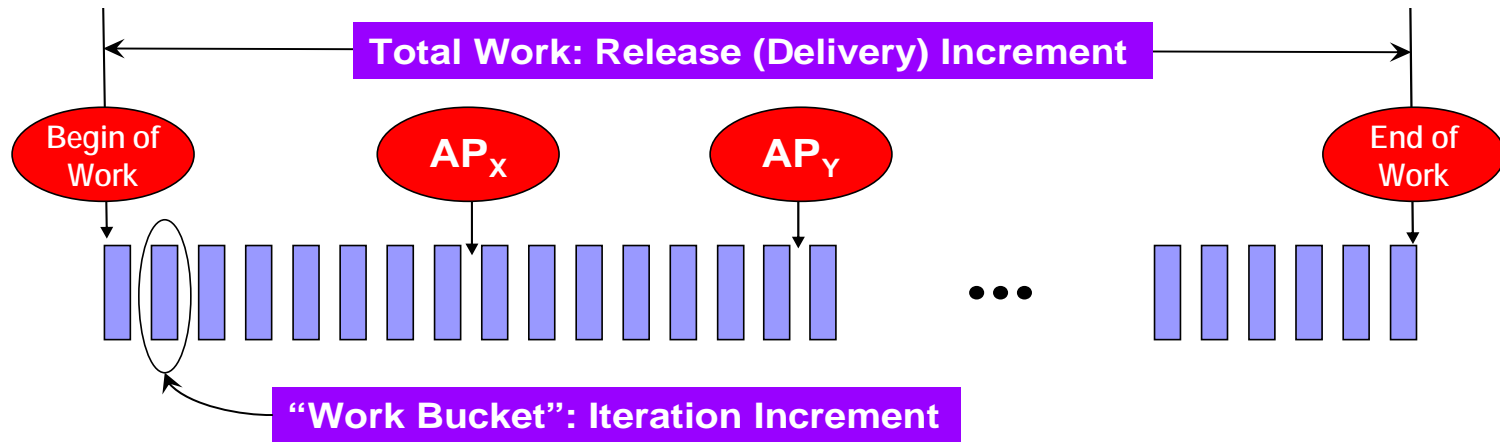 Total Work: Release (Delivery) Increment
Begin of
Work
APX
APY
End of
Work
“Work Bucket”: Iteration Increment